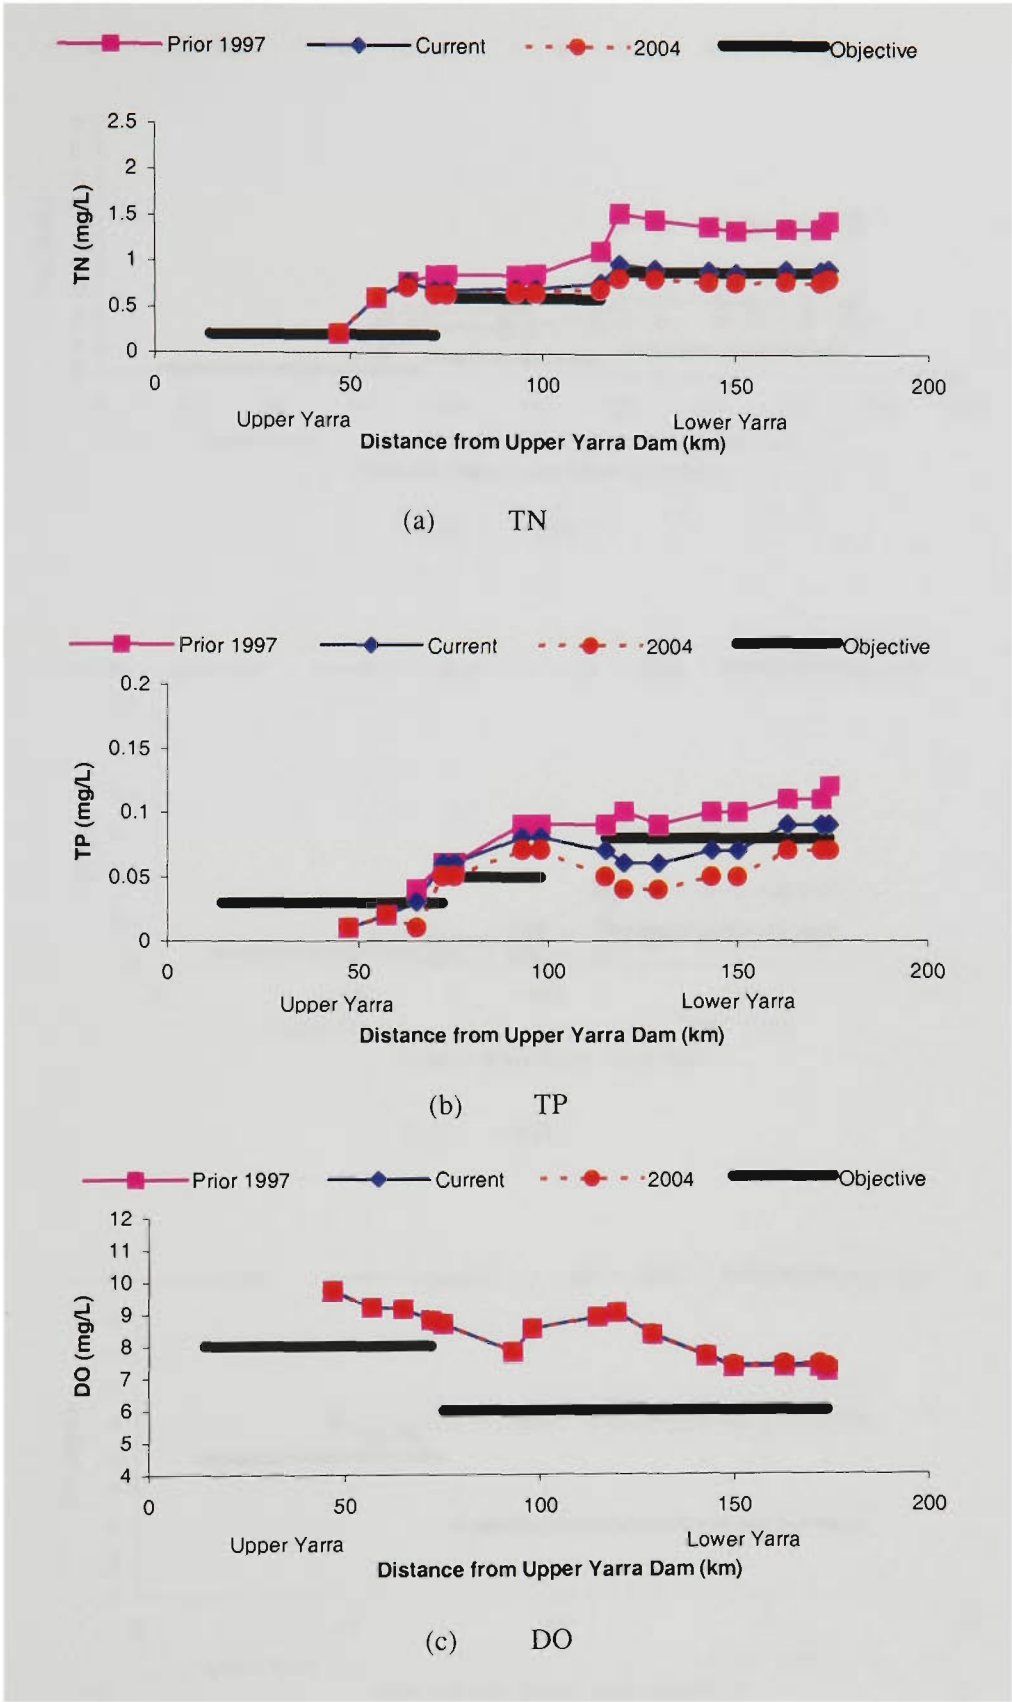 Prior 1997 Current 2004 Objective
2.5
2
1.5
1
0.5
0
TN (mg/L)
0 50 100 150 200
Upper Yarra Lower Yarra
Distance from Upper Yarra Dam (km)
(a) TN
Prior 1997 Current 2004 Objective
0.2
0.15
0.1
0.05
0
TP (mg/L)
0 50 100 150 200
Upper Yarra Lower Yarra
Distance from Upper Yarra Dam (km)
(b) TP
Prior 1997 Current 2004 Objective
12
11
10
9
8
7
6
5
4
DO (mg/L)
0 50 100 150 200
Upper Yarra Lower Yarra
Distance from Upper Yarra Dam (km)
(c) DO